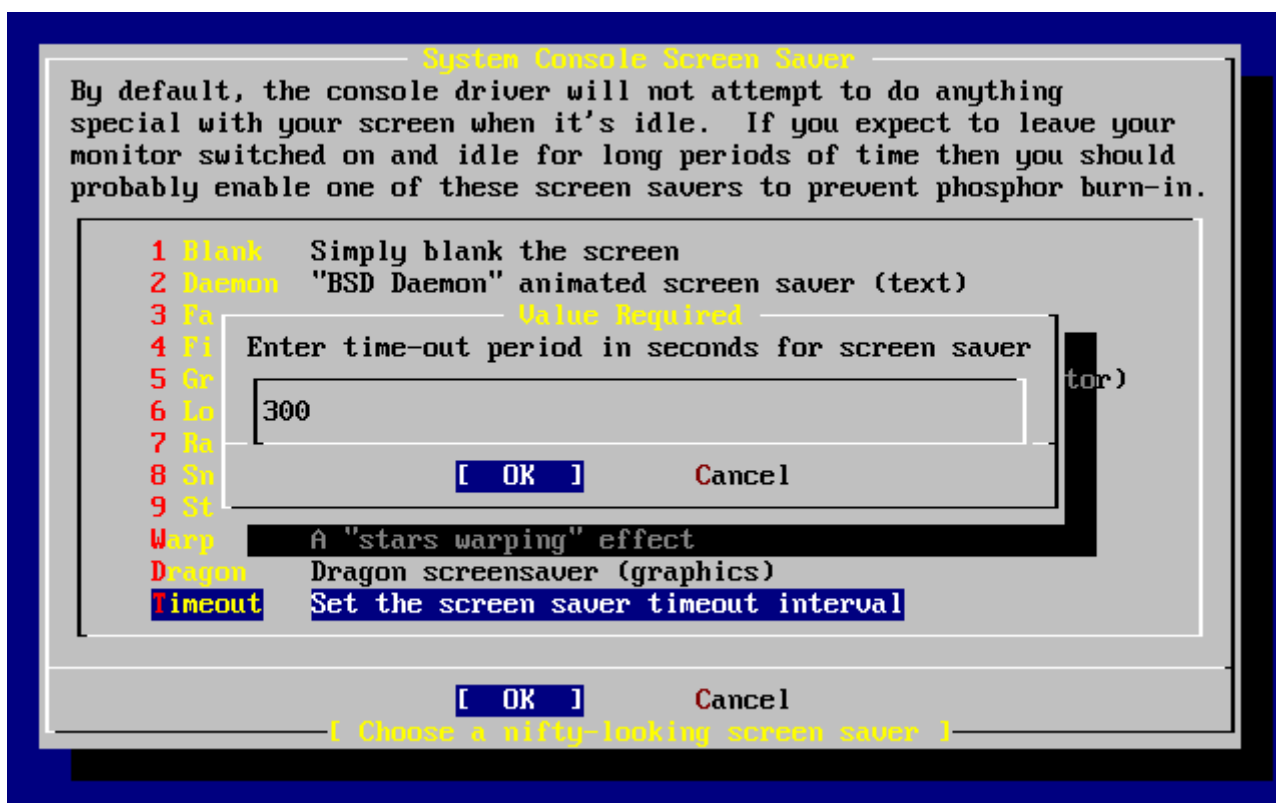 System Console Screen Saver
By default, the console driver will not attempt to do anything
special with your screen when it's idle.  If you expect to leave your
monitor switched on and idle for long periods of time then you should
probably enable one of these screen savers to prevent phosphor burn-in.
1 Blank Simply blank the screen
2 Daemon "BSD Daemon" animated screen saver (text)
3 Fa
Value Required
4 Fi
Enter time-out period in seconds for screen saver
5 Gr tor)
6 Lo
300
7 Ra
8 Sn
[ OK ] Cancel
9 St
Warp A "stars warping" effect
Dragon Dragon screensaver (graphics)
Timeout Set the screen saver timeout interval
[ OK ] Cancel
[ Choose a nifty-looking screen saver ]